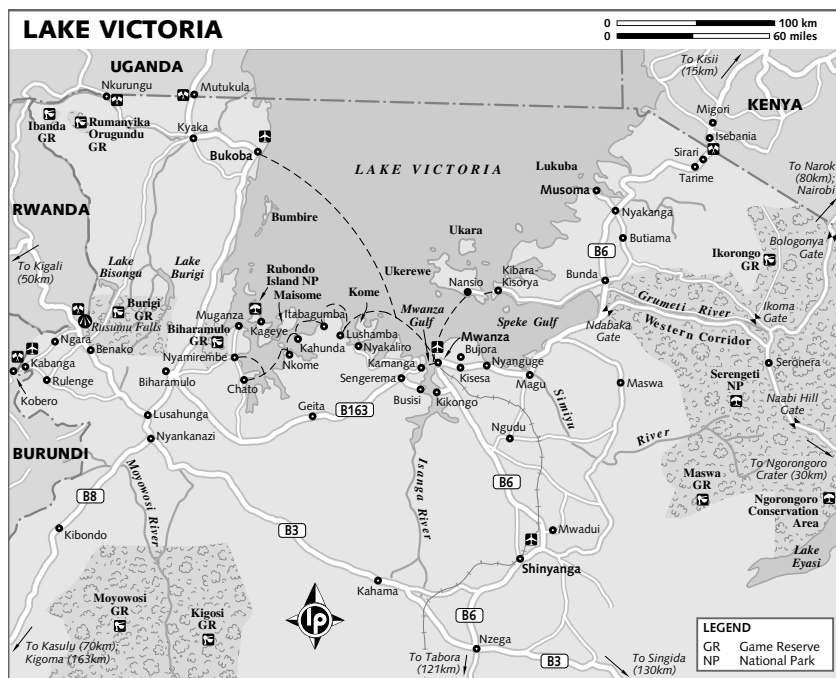 LAKE VICTORIA
0 100 km
0 60 miles
To Kisii
(15km)
UGANDA
KENYA
Nkurungu
Mutukula
Migori
Ibanda
GR
Rumanyika
Orugundu
GR
Kyaka
Isebania
Bukoba
Sirari
Tarime
LAKE VICTORIA
Lukuba
Musoma
To Narok
(80km);
Nairobi
RWANDA
Bumbire
Ukara
Nyakanga
B6
Butiama
Bologonya
Gate
To Kigali
(50km)
Lake
Bisongu
Lake
Burigi
Rubondo
Island NP
Maisome
Kome
Ukerewe
Kibara-
Kisorya
Nansio
Bunda
Ikorongo
GR
Burigi
GR
Rusumu Falls
Muganza
Kageye
Itabagumba
Mwanza
Gulf
Speke Gulf
Grumeti River
Ikoma
Gate
Biharamulo
GR
Lushamba
Kahunda
Nyakaliro
Mwanza
Ndabaka
Gate
Western Corridor
Ngara
Benako
Nyamirembe
Nkome
Kamanga
Bujora
Nyanguge
Seronera
Kabanga
Rulenge
Kobero
Biharamulo
Chato
Sengerema
Kisesa
Magu
Maswa
Serengeti
NP
Busisi
Kikongo
Naabi Hill
Gate
Lusahunga
Geita
B163
Simiyu
River
Nyankanazi
Ngudu
BURUNDI
Moyowosi River
Isanga River
To Ngorongoro
Crater (30km)
B8
B6
Maswa
GR
Ngorongoro
Conservation
Area
Kibondo
B3
Mwadui
Lake
Eyasi
Shinyanga
Moyowosi
GR
Kigosi
GR
Kahama
lp
B6
LEGEND
GR Game Reserve
NP National Park
To Kasulu (70km);
Kigoma (163km)
Nzega
To Tabora
(121km)
B3
To Singida
(130km)